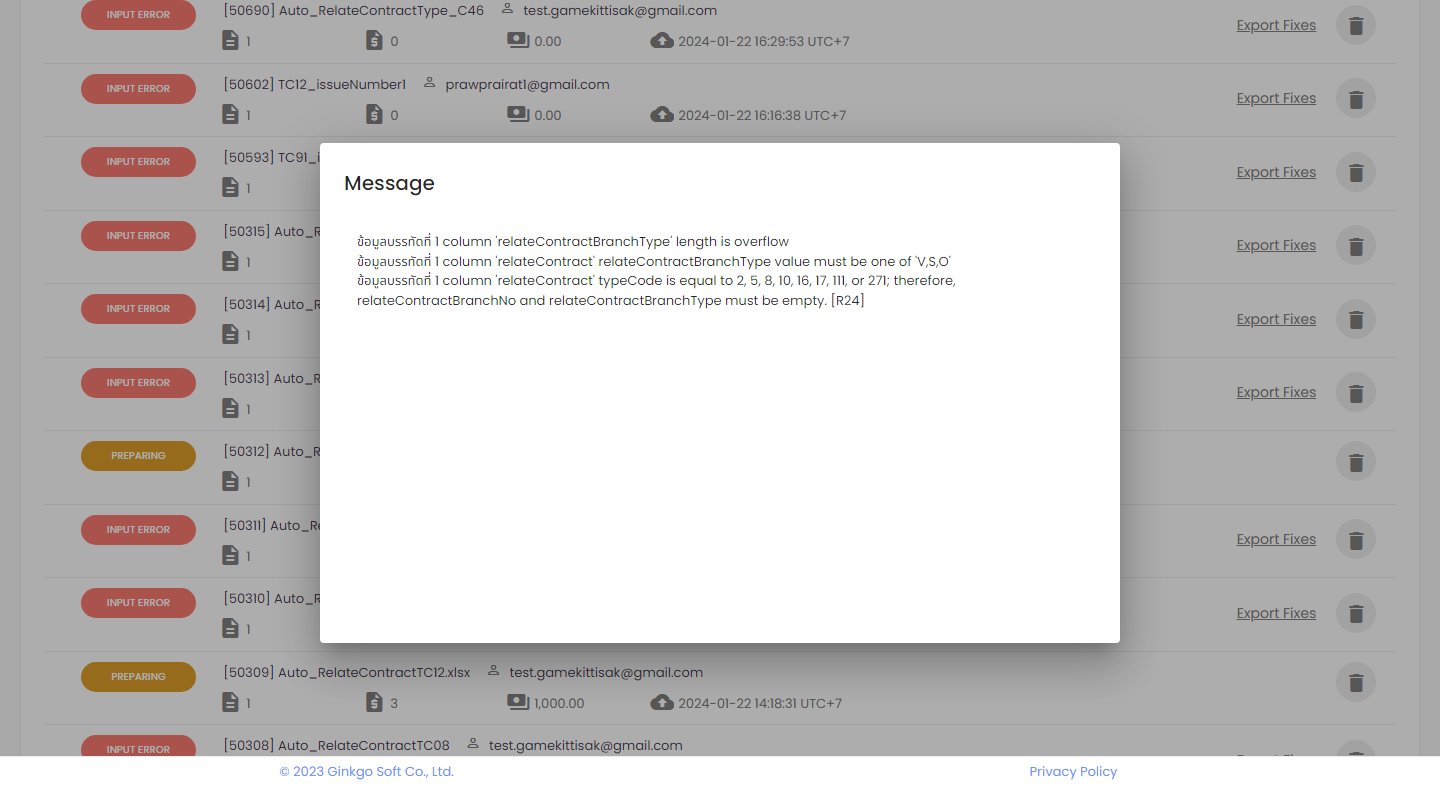 INPUT ERROR
[50690] Auto_RelateContractType_C46 test.gamekittisak@gmail.com
1 0 0.00 2024-01-22 16:29:53 UTC+7
Export Fixes
INPUT ERROR
[50602] TC12_issueNumber1 prawprairat1@gmail.com
1 0 0.00 2024-01-22 16:16:38 UTC+7
Export Fixes
INPUT ERROR
[50593] TC91_i
1
Export Fixes
Message
ข้อมูลบรรทัดที่ 1 column 'relateContractBranchType' length is overflow
ข้อมูลบรรทัดที่ 1 column 'relateContract' relateContractBranchType value must be one of 'V,S,O'
ข้อมูลบรรทัดที่ 1 column 'relateContract' typeCode is equal to 2, 5, 8, 10, 16, 17, 111, or 271; therefore,
relateContractBranchNo and relateContractBranchType must be empty. [R24]
INPUT ERROR
[50315] Auto_R
1
Export Fixes
INPUT ERROR
[50314] Auto_R
1
Export Fixes
INPUT ERROR
[50313] Auto_R
1
Export Fixes
PREPARING
[50312] Auto_R
1
INPUT ERROR
[50311] Auto_Re
1
Export Fixes
INPUT ERROR
[50310] Auto_R
1
Export Fixes
PREPARING
[50309] Auto_RelateContractTC12.xlsx test.gamekittisak@gmail.com
1 3 1,000.00 2024-01-22 14:18:31 UTC+7
INPUT ERROR
[50308] Auto_RelateContractTC08 test.gamekittisak@gmail.com
© 2023 Ginkgo Soft Co., Ltd. Privacy Policy